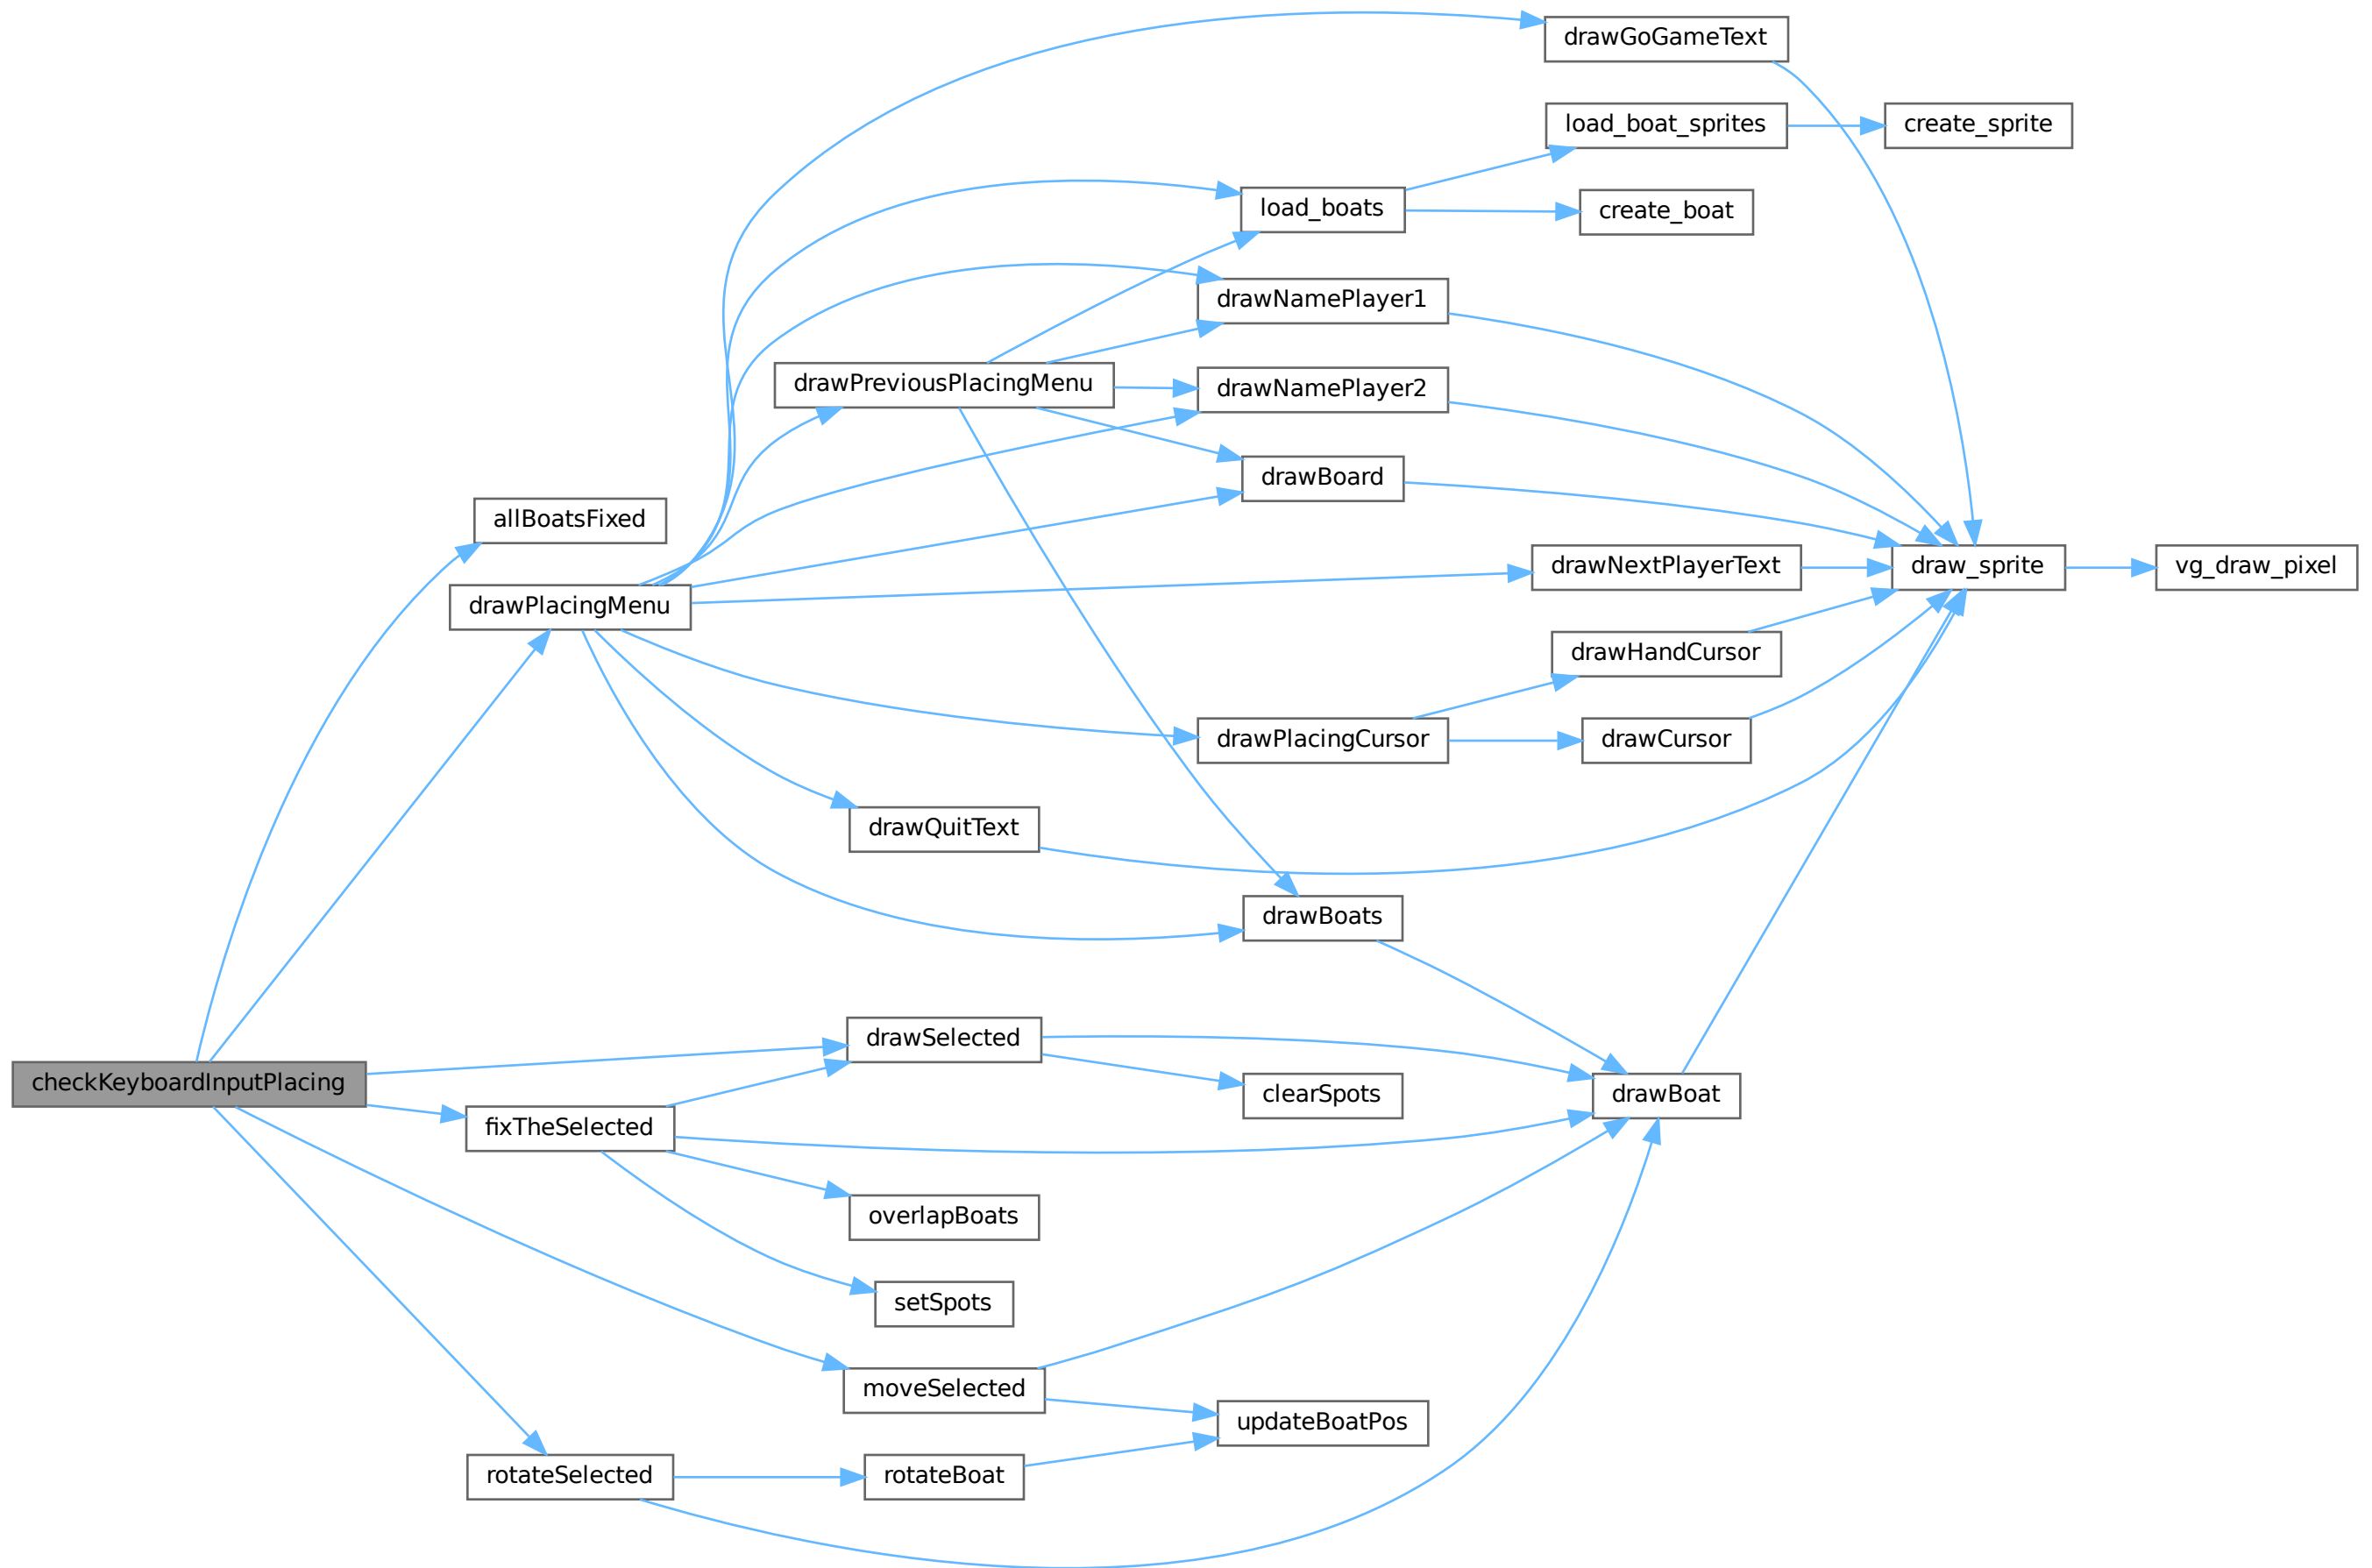 drawGoGameText
load_boat_sprites
create_sprite
load_boats
create_boat
drawNamePlayer1
drawPreviousPlacingMenu
drawNamePlayer2
drawBoard
allBoatsFixed
drawNextPlayerText
draw_sprite
vg_draw_pixel
drawPlacingMenu
drawHandCursor
drawPlacingCursor
drawCursor
drawQuitText
drawBoats
drawSelected
checkKeyboardInputPlacing
clearSpots
drawBoat
fixTheSelected
overlapBoats
setSpots
moveSelected
updateBoatPos
rotateSelected
rotateBoat